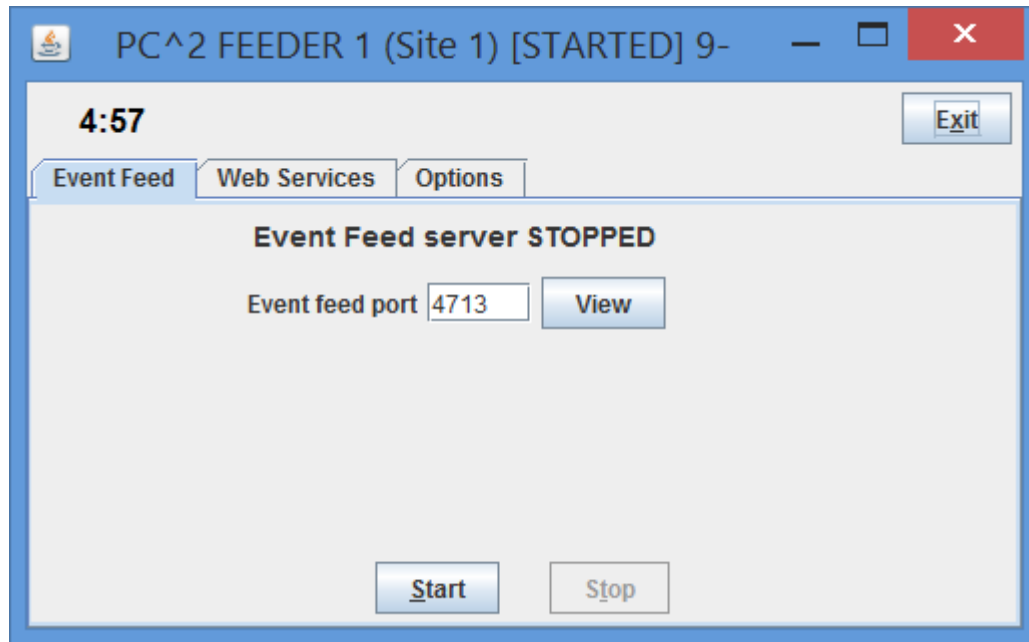 PC^2 FEEDER 1 (Site 1) [STARTED] 9-
4:57
Exit
Event Feed Web Services Options
Event Feed server STOPPED
Event feed port 4713 View
Start Stop